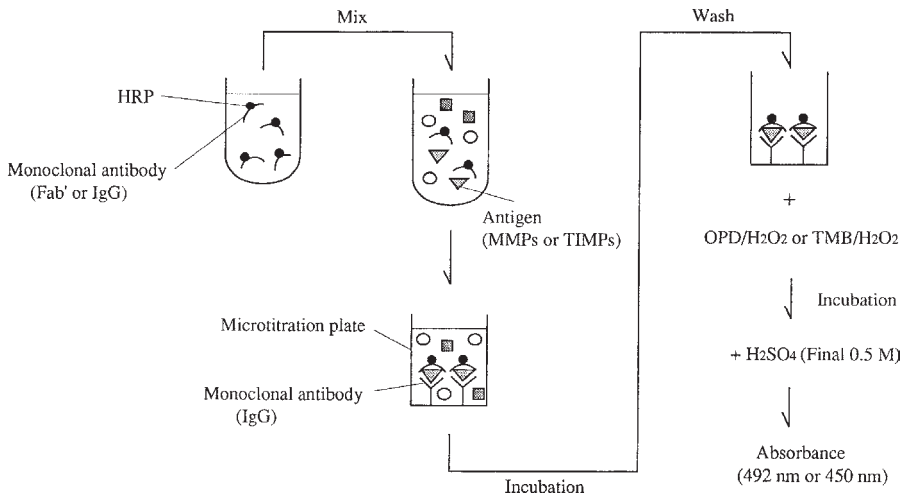 Mix
Wash
HRP
Monoclonal antibody
(Fab' or IgG)
Antigen
(MMPs or TIMPs)
Microtitration plate
Monoclonal antibody
(IgG)
Incubation
+
OPD/H2O2 or TMB/H2O2
Incubation
+ H2SO4 (Final 0.5 M)
Absorbance
(492 nm or 450 nm)